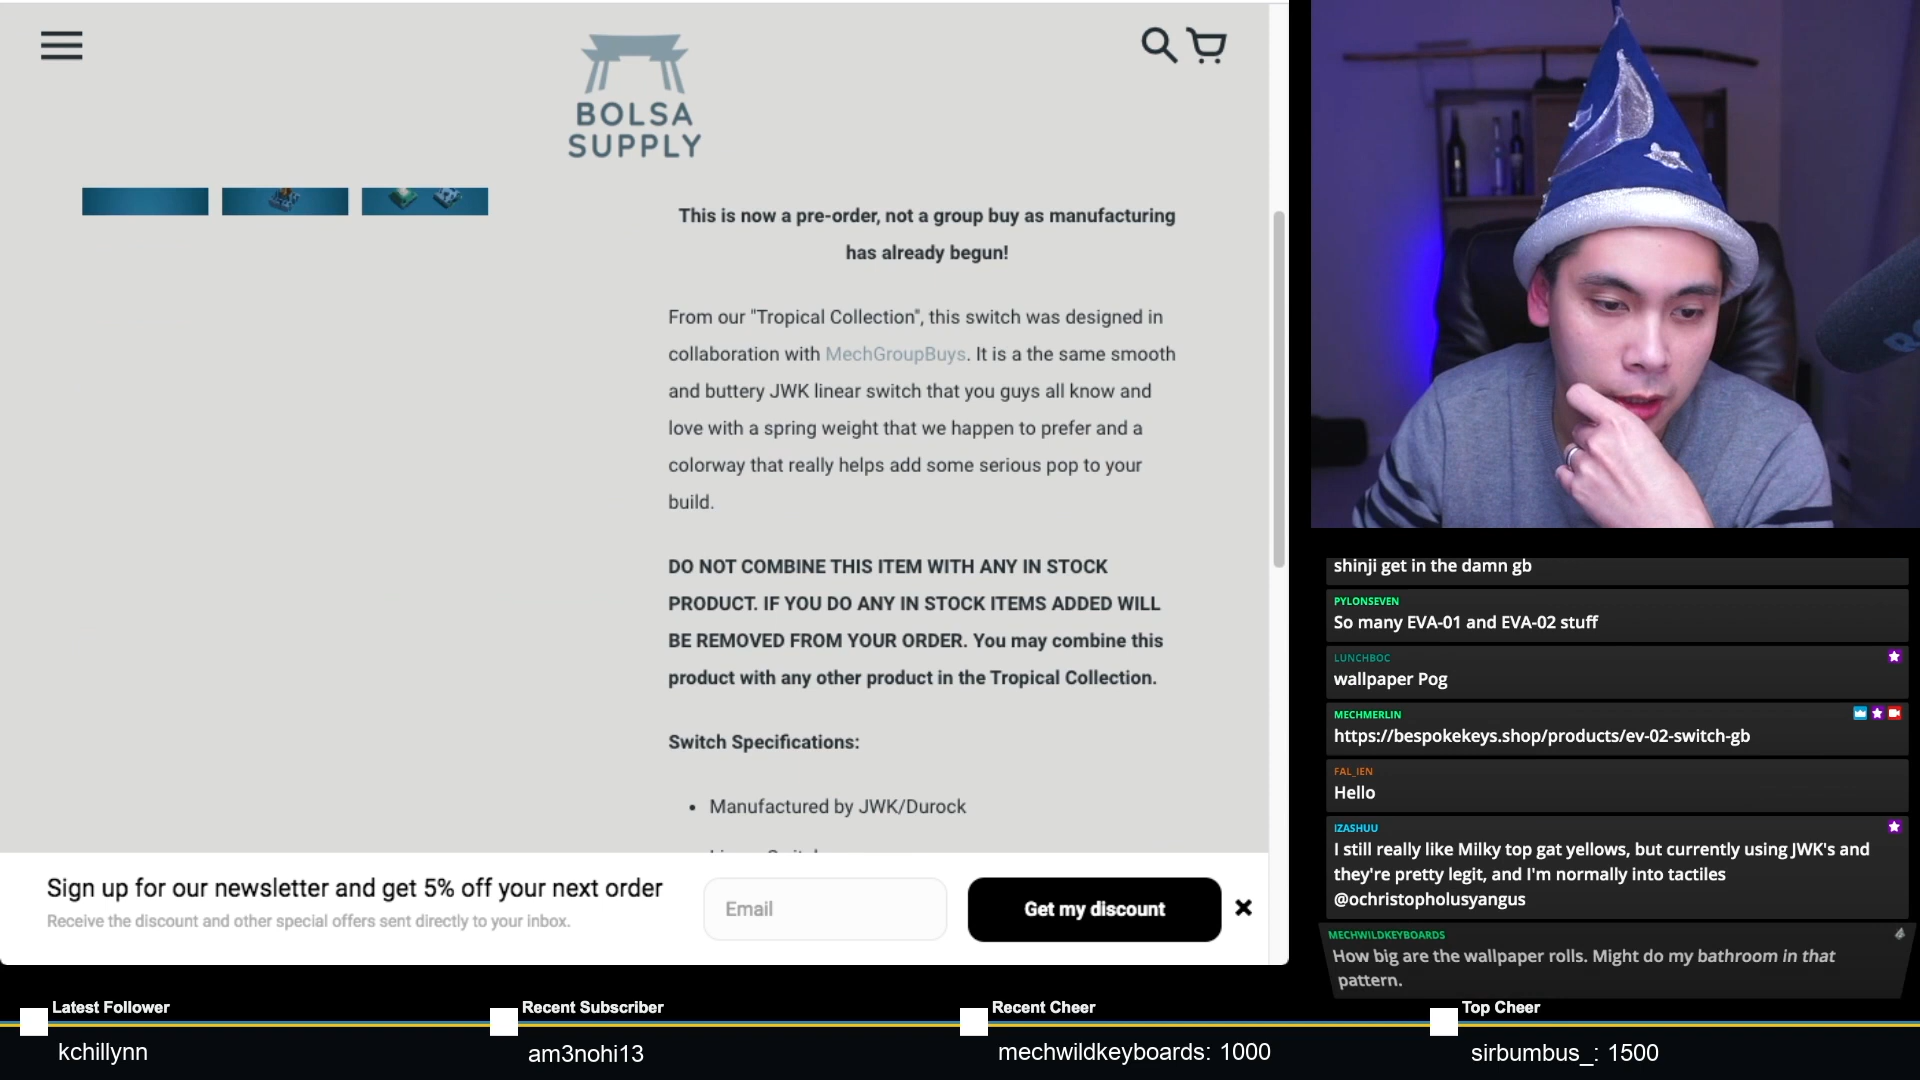 BOLSA
SUPPLY
This is now a pre-order, not a group buy as manufacturing
has already begun!
From our "Tropical Collection", this switch was designed in
collaboration with MechGroupBuys. It is a the same smooth
and buttery JWK linear switch that you guys all know and
love with a spring weight that we happen to prefer and a
colorway that really helps add some serious pop to your
build.
DO NOT COMBINE THIS ITEM WITH ANY IN STOCK
PRODUCT. IF YOU DO ANY IN STOCK ITEMS ADDED WILL
BE REMOVED FROM YOUR ORDER. You may combine this
product with any other product in the Tropical Collection.
Switch Specifications:
• Manufactured by JWK/Durock
Sign up for our newsletter and get 5% off your next order
Receive the discount and other special offers sent directly to your inbox.
Email
Get my discount
shinji get in the damn gb
PYLONSEVEN
So many EVA-01 and EVA-02 stuff
LUNCHBOC
wallpaper Pog
MECHMERLIN
https://bespokekeys.shop/products/ev-02-switch-gb
FAL_IEN
Hello
IZASHUU
I still really like Milky top gat yellows, but currently using JWK's and
they're pretty legit, and I'm normally into tactiles
@ochristopholusyangus
MECHWILDKEYBOARDS
How big are the wallpaper rolls. Might do my bathroom in that
pattern.
Latest Follower
kchillynn
Recent Subscriber
am3nohi13
Recent Cheer
mechwildkeyboards: 1000
Top Cheer
sirbumbus_: 1500